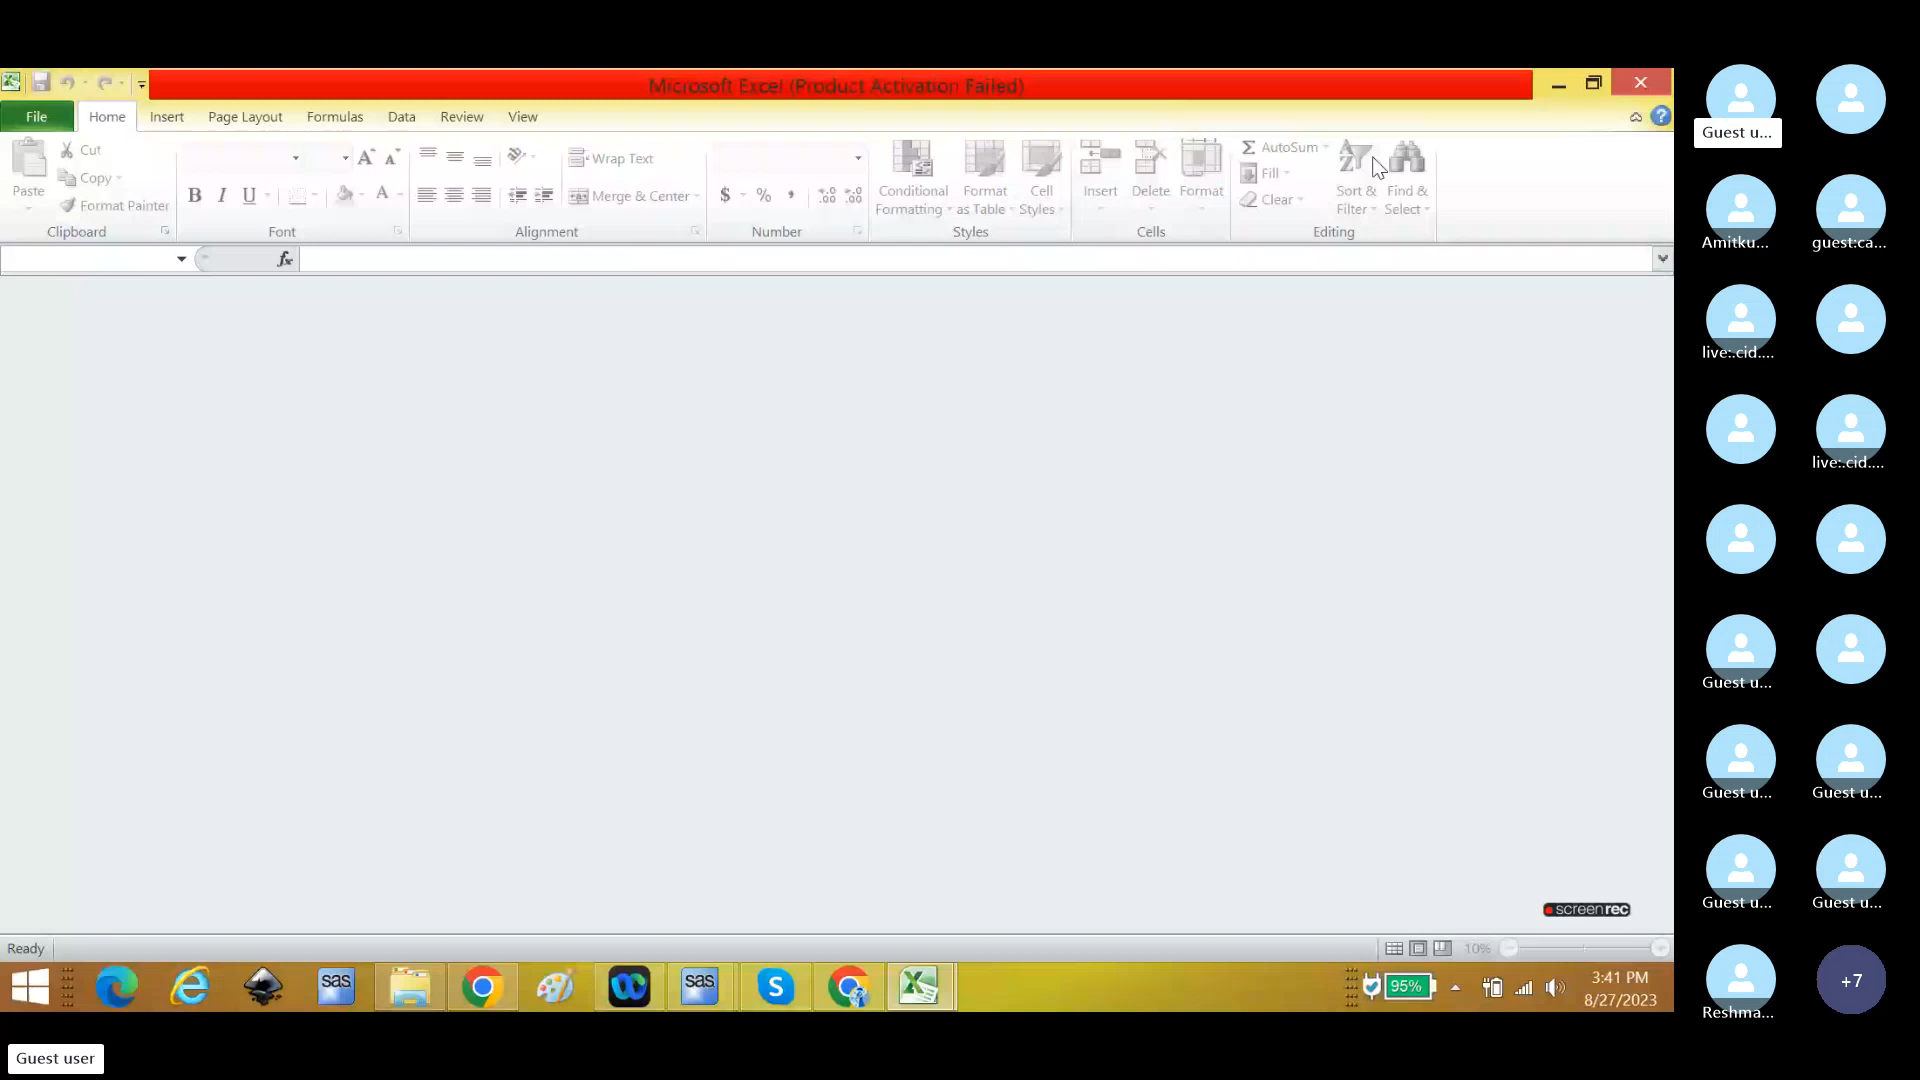 Microsoft Excel (Product Activation Failed)
File Home Insert Page Layout Formulas Data Review View
Paste
Cut
Copy
Format Painter
Clipboard
B I U A
Font
Wrap Text
Merge & Center
Alignment
$ % ,
Number
Conditional Formatting
Format as Table
Cell Styles
Styles
Insert
Delete
Format
Cells
Σ AutoSum
Fill
Clear
Sort & Filter
Find & Select
Editing
fx
screenrec
Ready
10%
sas
sas
S
95%
3:41 PM
8/27/2023
Guest user
Guest u...
Amitku...
guest:ca...
live:.cid....
live:.cid....
Guest u...
Guest u...
Guest u...
Guest u...
Guest u...
Reshma...
+7